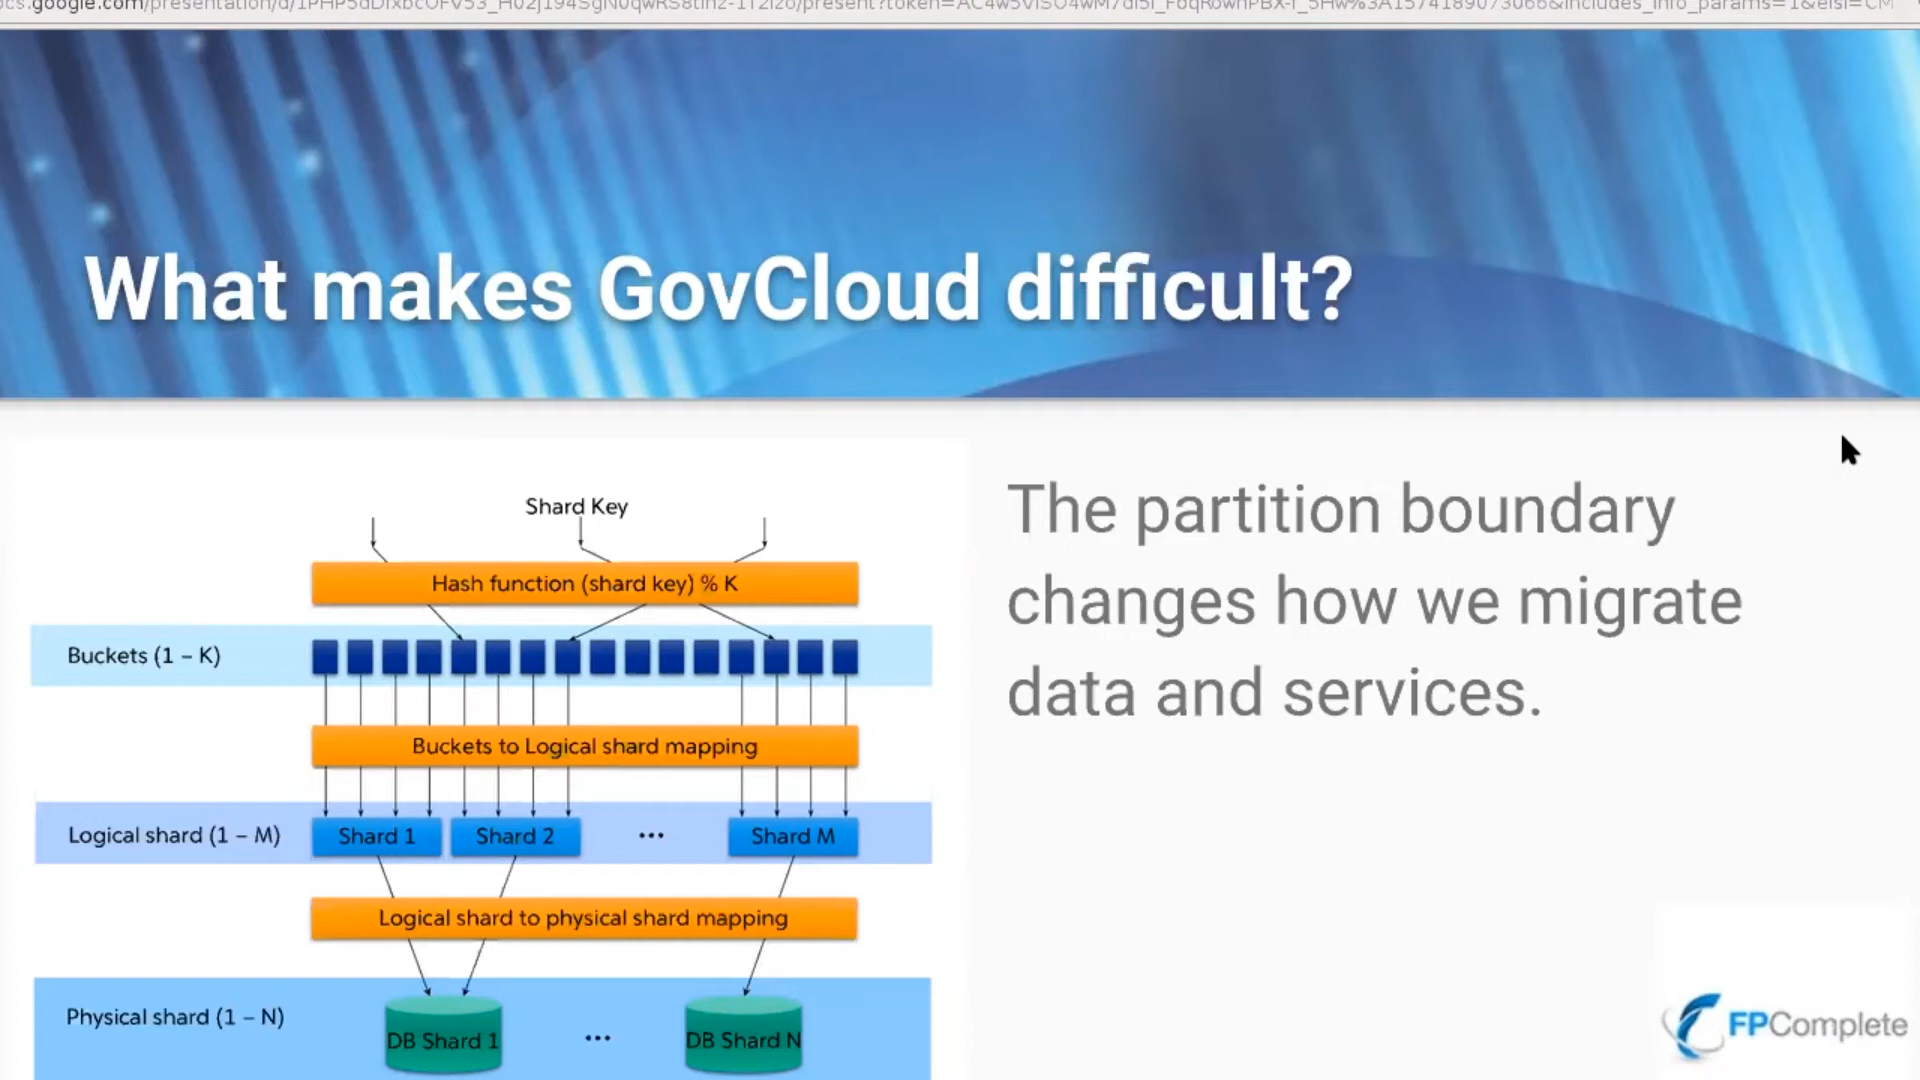 What makes GovCloud difficult?
Shard Key
Hash function (shard key) % K
Buckets (1 – K)
Buckets to Logical shard mapping
Logical shard (1 – M)
Shard 1
Shard 2
...
Shard M
Logical shard to physical shard mapping
Physical shard (1 – N)
DB Shard 1
...
DB Shard N
The partition boundary
changes how we migrate
data and services.
FPComplete